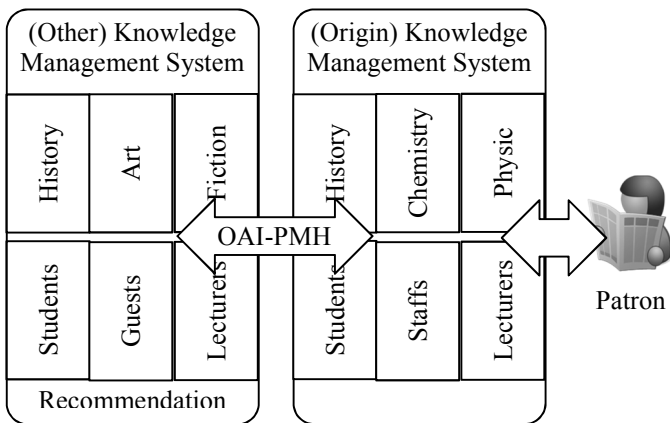 (Other) Knowledge
Management System
History
Art
Fiction
Students
Guests
Lecturers
Recommendation
OAI-PMH
(Origin) Knowledge
Management System
History
Chemistry
Physic
Students
Staffs
Lecturers
Patron